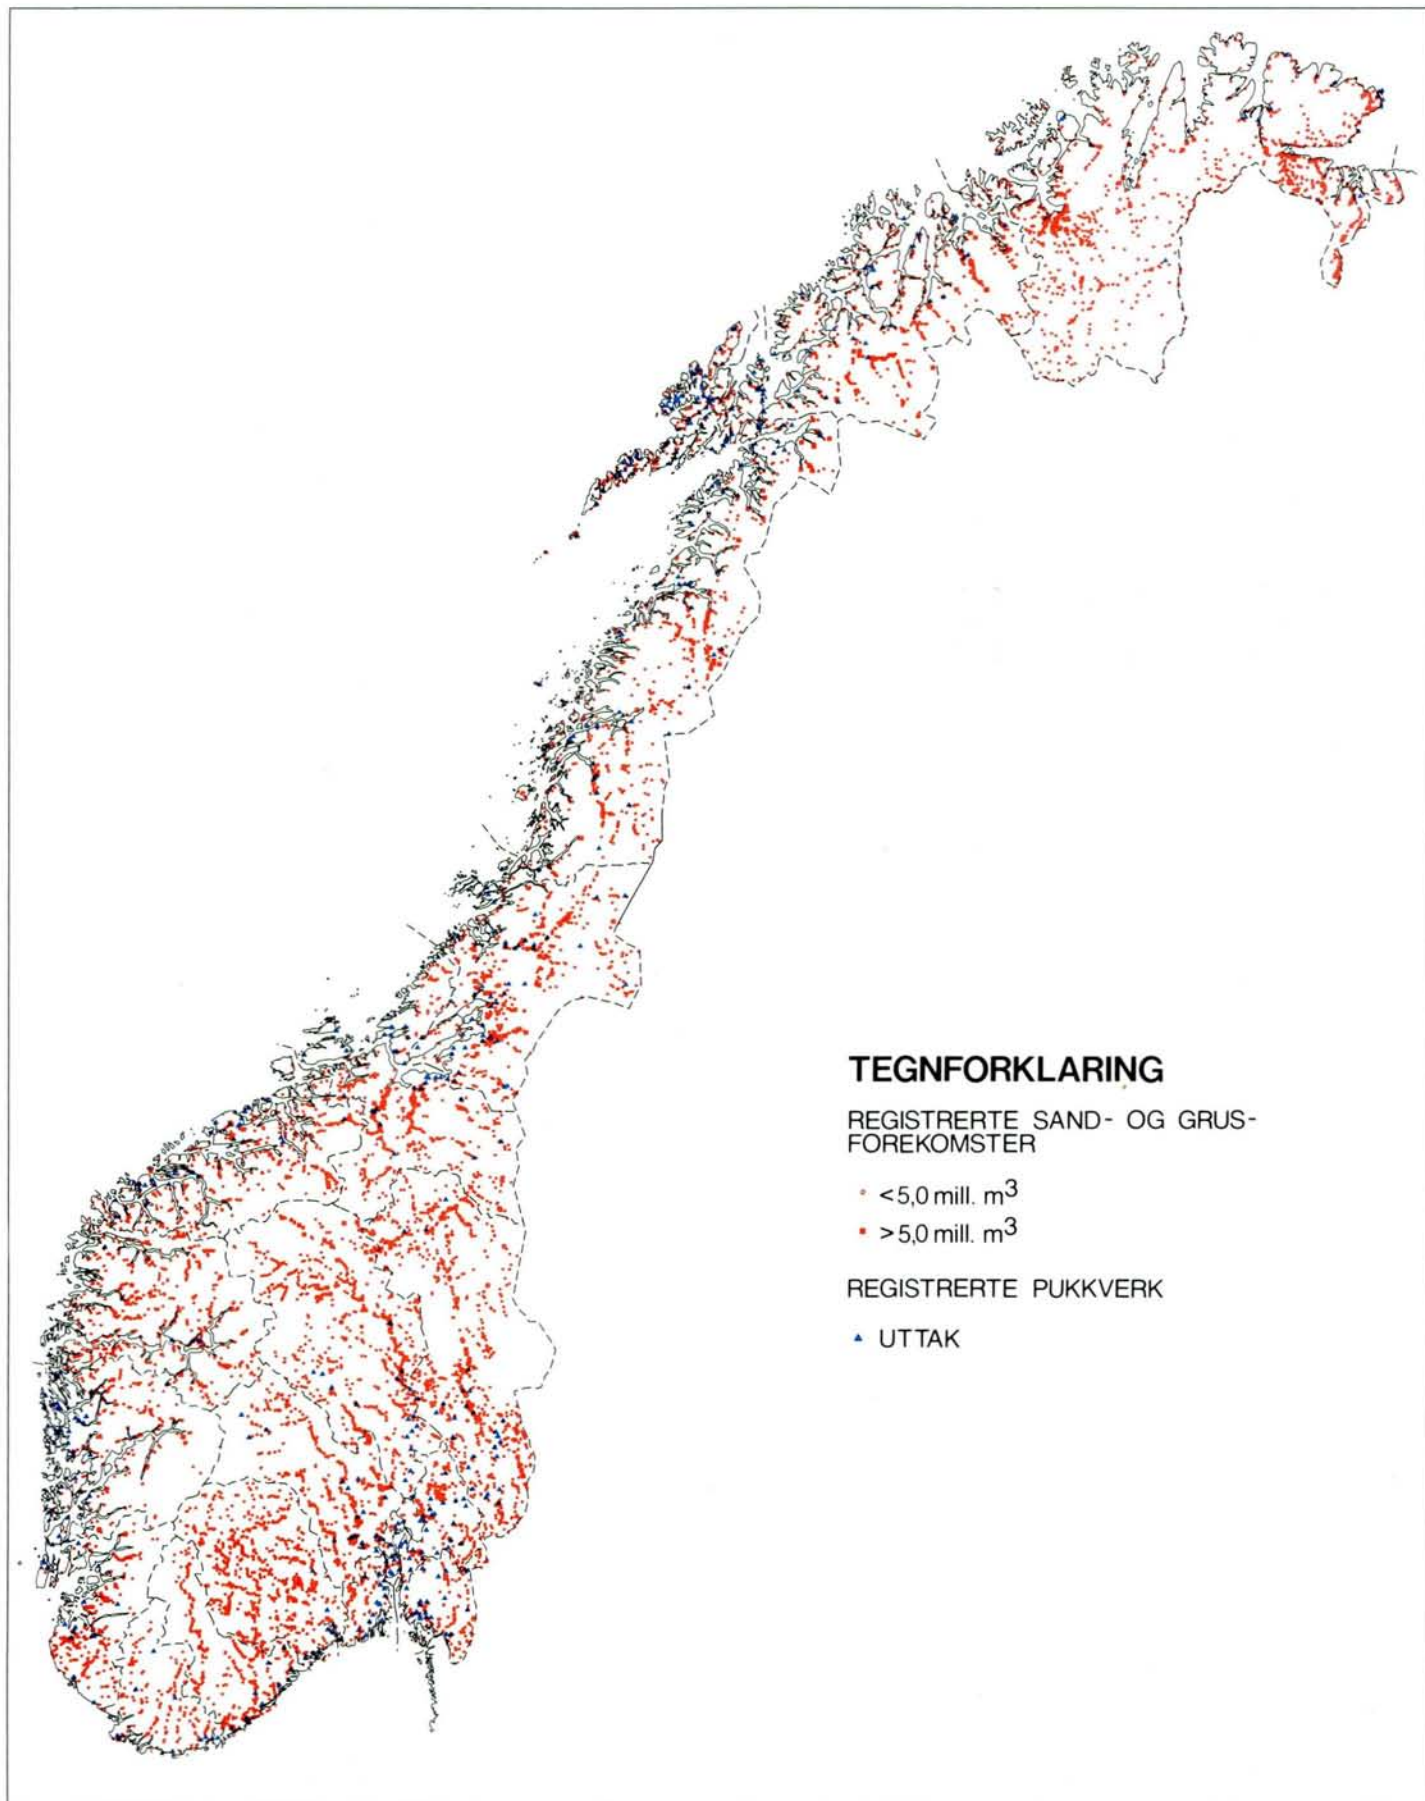 TEGNFORKLARING
REGISTRERTE SAND- OG GRUS-
FOREKOMSTER
<5,0 mill. m³
>5,0 mill. m³
REGISTRERTE PUKKVERK
UTTAK